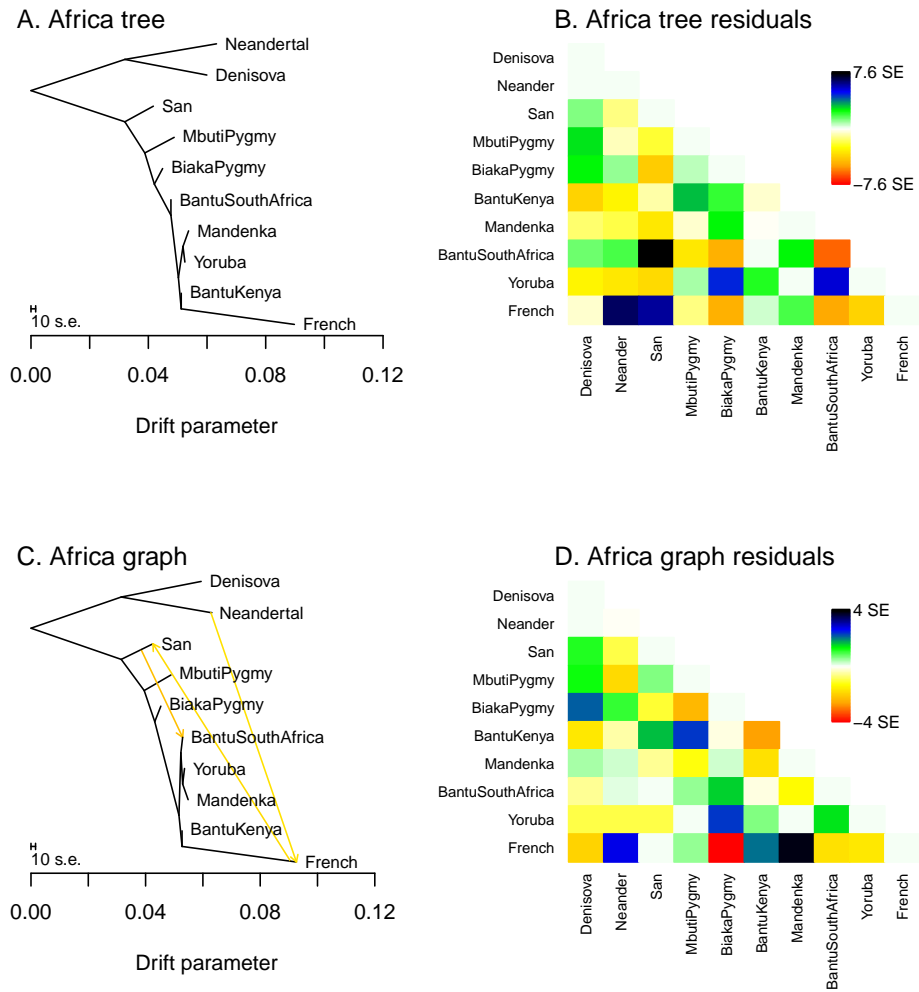 A. Africa tree
Neandertal
Denisova
San
MbutiPygmy
BiakaPygmy
BantuSouthAfrica
Mandenka
Yoruba
BantuKenya
French
10 s.e.
0.00 0.04 0.08 0.12
Drift parameter
B. Africa tree residuals
Denisova
Neander
San
MbutiPygmy
BiakaPygmy
BantuKenya
Mandenka
BantuSouthAfrica
Yoruba
French
7.6 SE
−7.6 SE
Denisova
Neander
San
MbutiPygmy
BiakaPygmy
BantuKenya
Mandenka
BantuSouthAfrica
Yoruba
French
C. Africa graph
Denisova
Neandertal
San
MbutiPygmy
BiakaPygmy
BantuSouthAfrica
Yoruba
Mandenka
BantuKenya
French
10 s.e.
0.00 0.04 0.08 0.12
Drift parameter
D. Africa graph residuals
Denisova
Neander
San
MbutiPygmy
BiakaPygmy
BantuKenya
Mandenka
BantuSouthAfrica
Yoruba
French
4 SE
−4 SE
Denisova
Neander
San
MbutiPygmy
BiakaPygmy
BantuKenya
Mandenka
BantuSouthAfrica
Yoruba
French